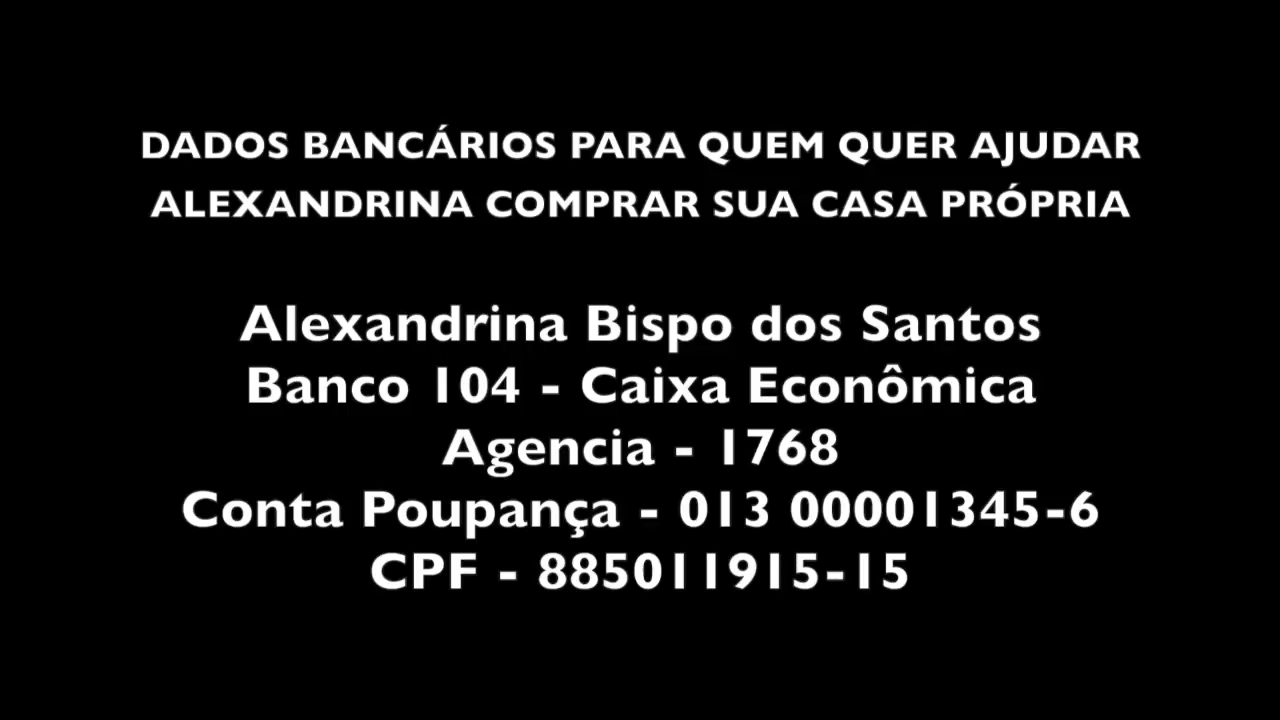 DADOS BANCÁRIOS PARA QUEM QUER AJUDAR
ALEXANDRINA COMPRAR SUA CASA PRÓPRIA
Alexandrina Bispo dos Santos
Banco 104 - Caixa Econômica
Agencia - 1768
Conta Poupança - 013 00001345-6
CPF - 885011915-15